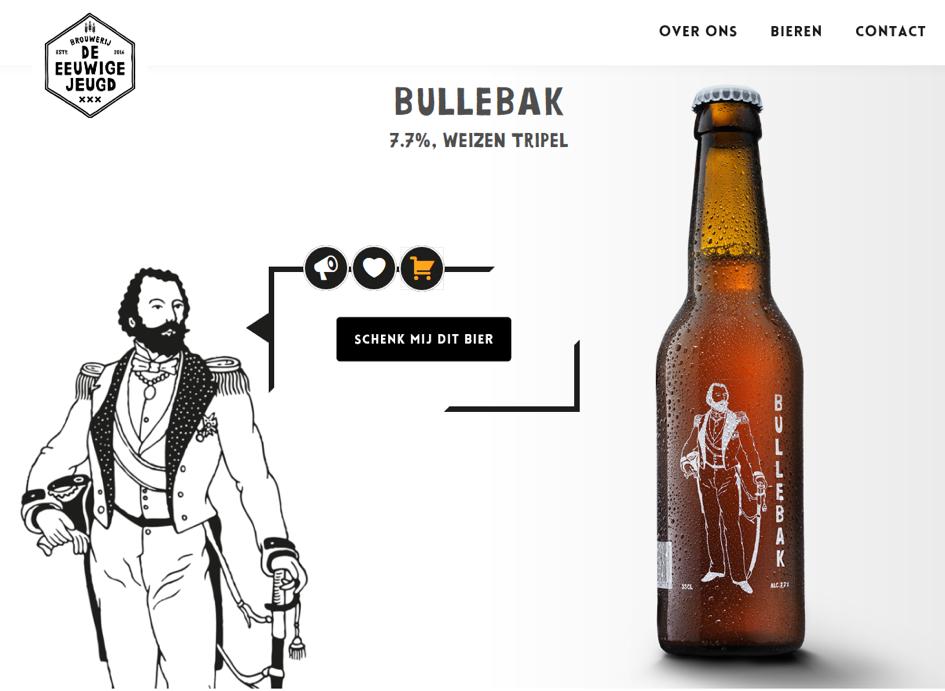 BROUWERIJ
ESTD. 2016
DE
EEUWIGE
JEUGD
XXX
OVER ONS
BIEREN
CONTACT
BULLEBAK
7.7%, WEIZEN TRIPEL
SCHENK MIJ DIT BIER
BULLEBAK
33CL
ALC. 7,7%